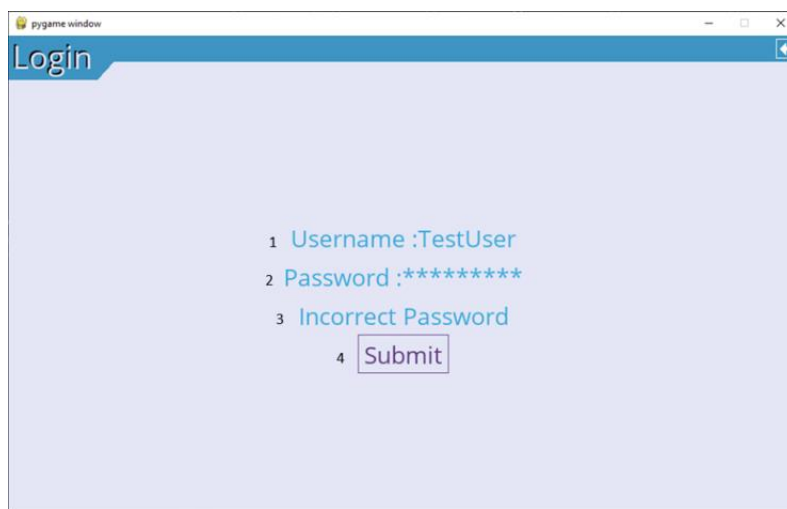 pygame window
Login
1 Username :TestUser
2 Password :*********
3 Incorrect Password
4 Submit